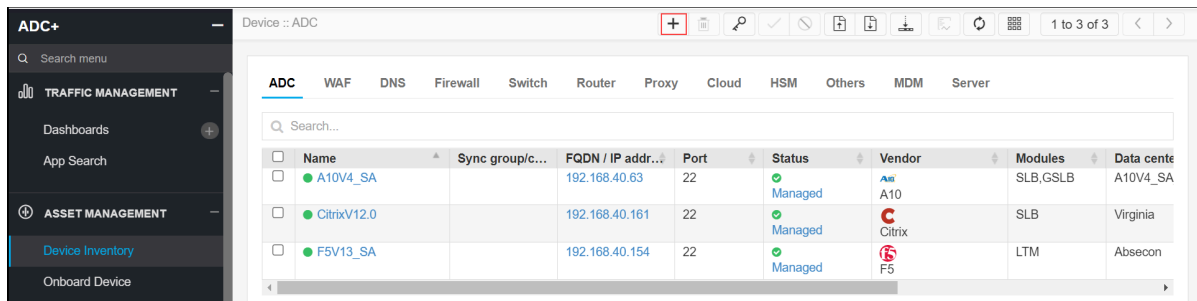 ADC+
Device :: ADC
1 to 3 of 3
Search menu
TRAFFIC MANAGEMENT
Dashboards
App Search
ASSET MANAGEMENT
Device Inventory
Onboard Device
ADC WAF DNS Firewall Switch Router Proxy Cloud HSM Others MDM Server
Search...
Name Sync group/c... FQDN / IP addr... Port Status Vendor Modules Data cente
A10V4_SA 192.168.40.63 22 Managed A10 SLB,GSLB A10V4_SA
CitrixV12.0 192.168.40.161 22 Managed Citrix SLB Virginia
F5V13_SA 192.168.40.154 22 Managed F5 LTM Absecon